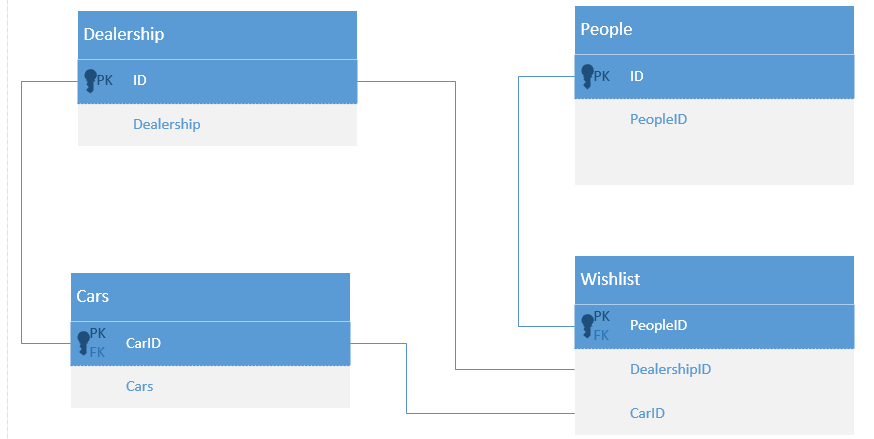 Dealership
PK ID
Dealership
People
PK ID
PeopleID
Cars
PK
FK
CarID
Cars
Wishlist
PK
FK
PeopleID
DealershipID
CarID